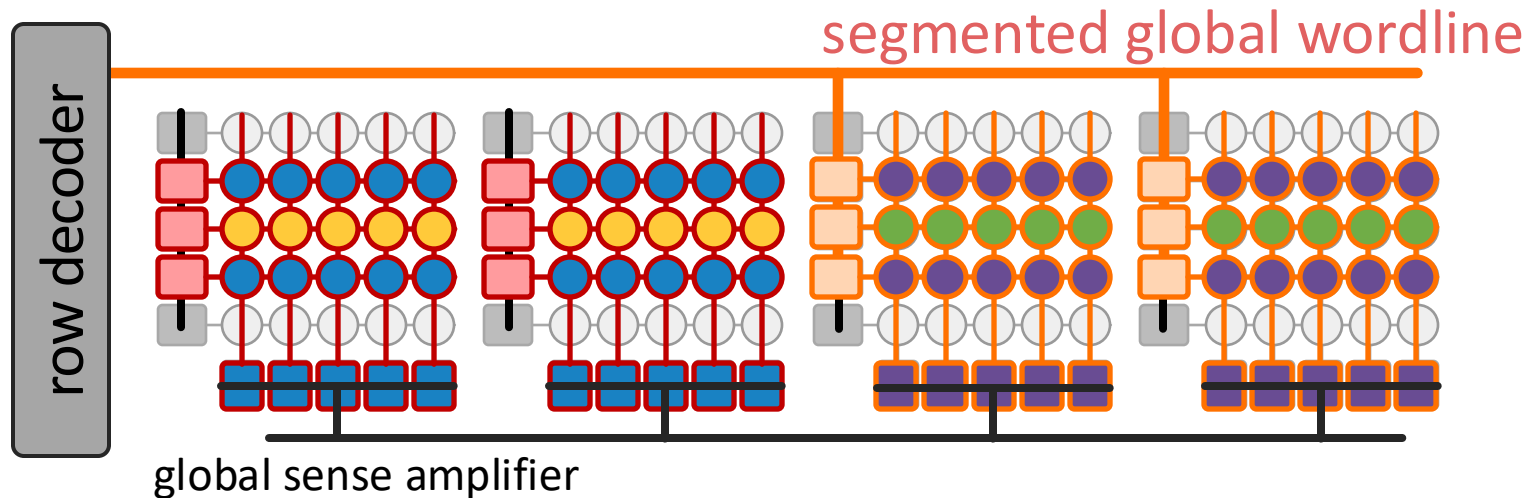 segmented global wordline
row decoder
global sense amplifier